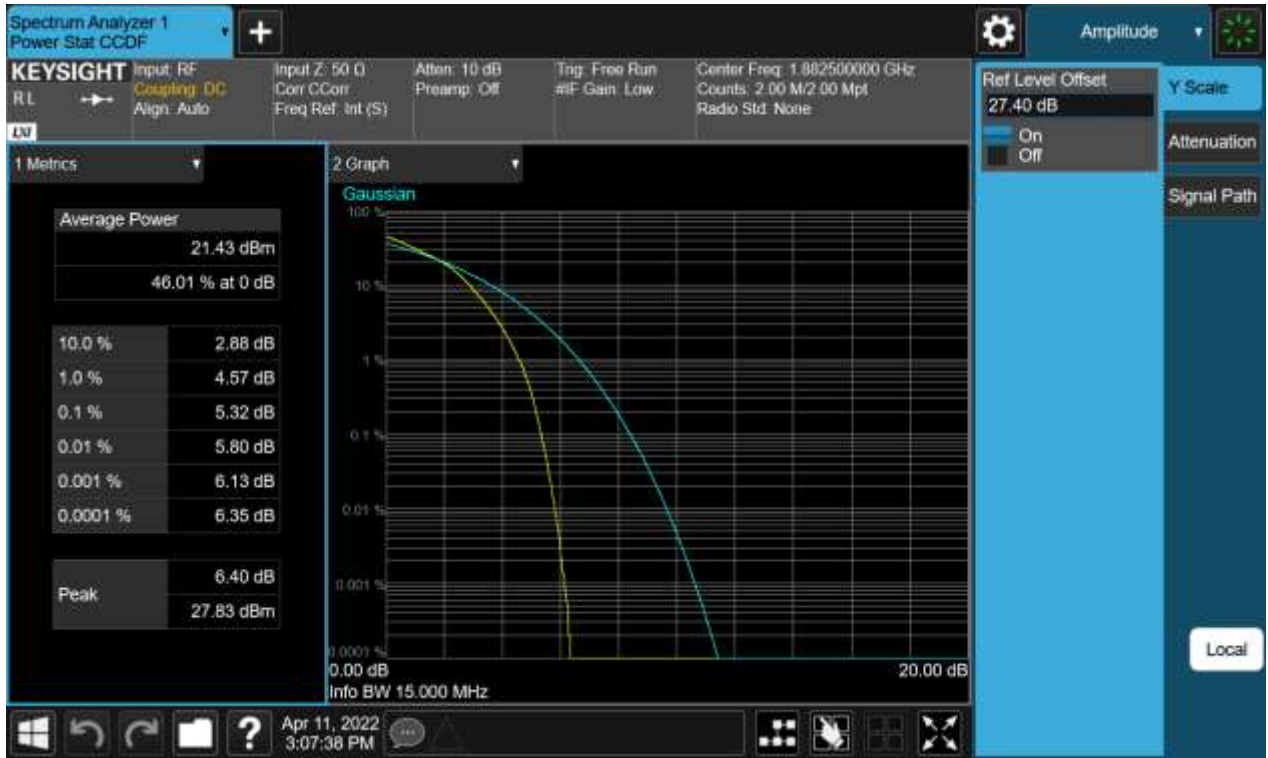 Spectrum Analyzer 1
Power Stat CCDF
+
Amplitude
KEYSIGHT
RL
LXI
Input: RF
Coupling: DC
Align: Auto
Input Z: 50 Ω
Corr CCorr
Freq Ref: Int (S)
Atten: 10 dB
Preamp: Off
Trig: Free Run
#IF Gain: Low
Center Freq: 1.882500000 GHz
Counts: 2.00 M/2.00 Mpt
Radio Std: None
Ref Level Offset
27.40 dB
On
Off
Y Scale
Attenuation
Signal Path
Local
1 Metrics
Average Power
21.43 dBm
46.01 % at 0 dB
10.0 % 2.88 dB
1.0 % 4.57 dB
0.1 % 5.32 dB
0.01 % 5.80 dB
0.001 % 6.13 dB
0.0001 % 6.35 dB
Peak
6.40 dB
27.83 dBm
2 Graph
Gaussian
100 %
10 %
1 %
0.1 %
0.01 %
0.001 %
0.0001 %
0.00 dB 20.00 dB
Info BW 15.000 MHz
?
Apr 11, 2022
3:07:38 PM